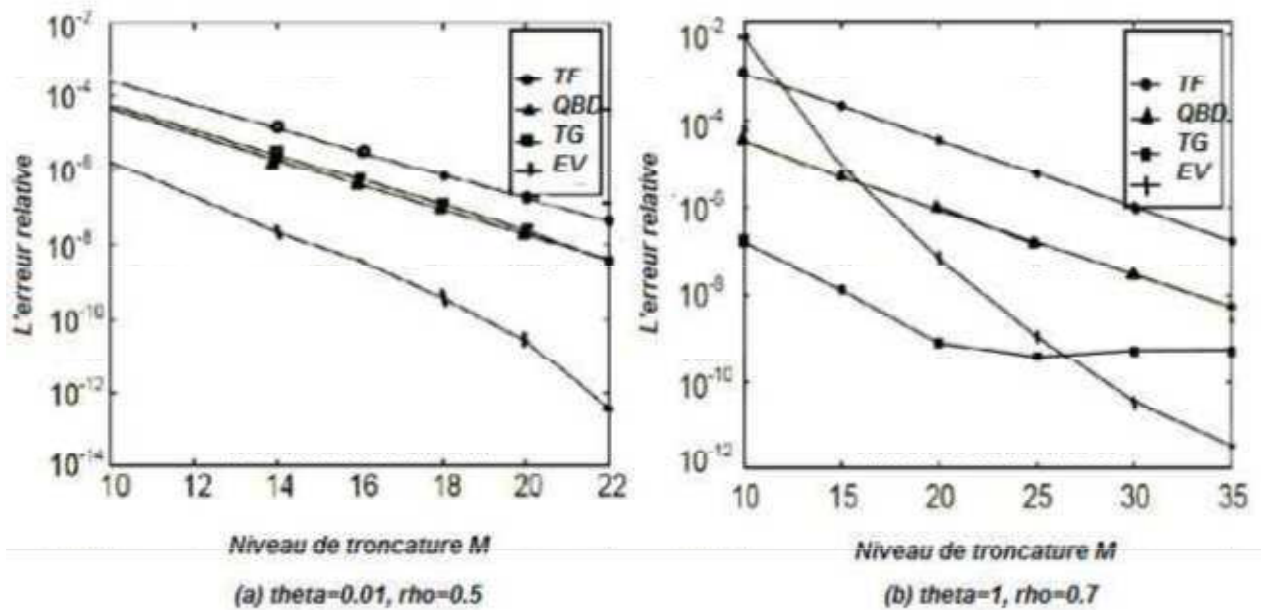 L'erreur relative
10^-2
10^-4
10^-6
10^-8
10^-10
10^-12
10^-14
10 12 14 16 18 20 22
TF
QBD
TG
EV
Niveau de troncature M
(a) theta=0.01, rho=0.5
L'erreur relative
10^-2
10^-4
10^-6
10^-8
10^-10
10^-12
10 15 20 25 30 35
TF
QBD
TG
EV
Niveau de troncature M
(b) theta=1, rho=0.7